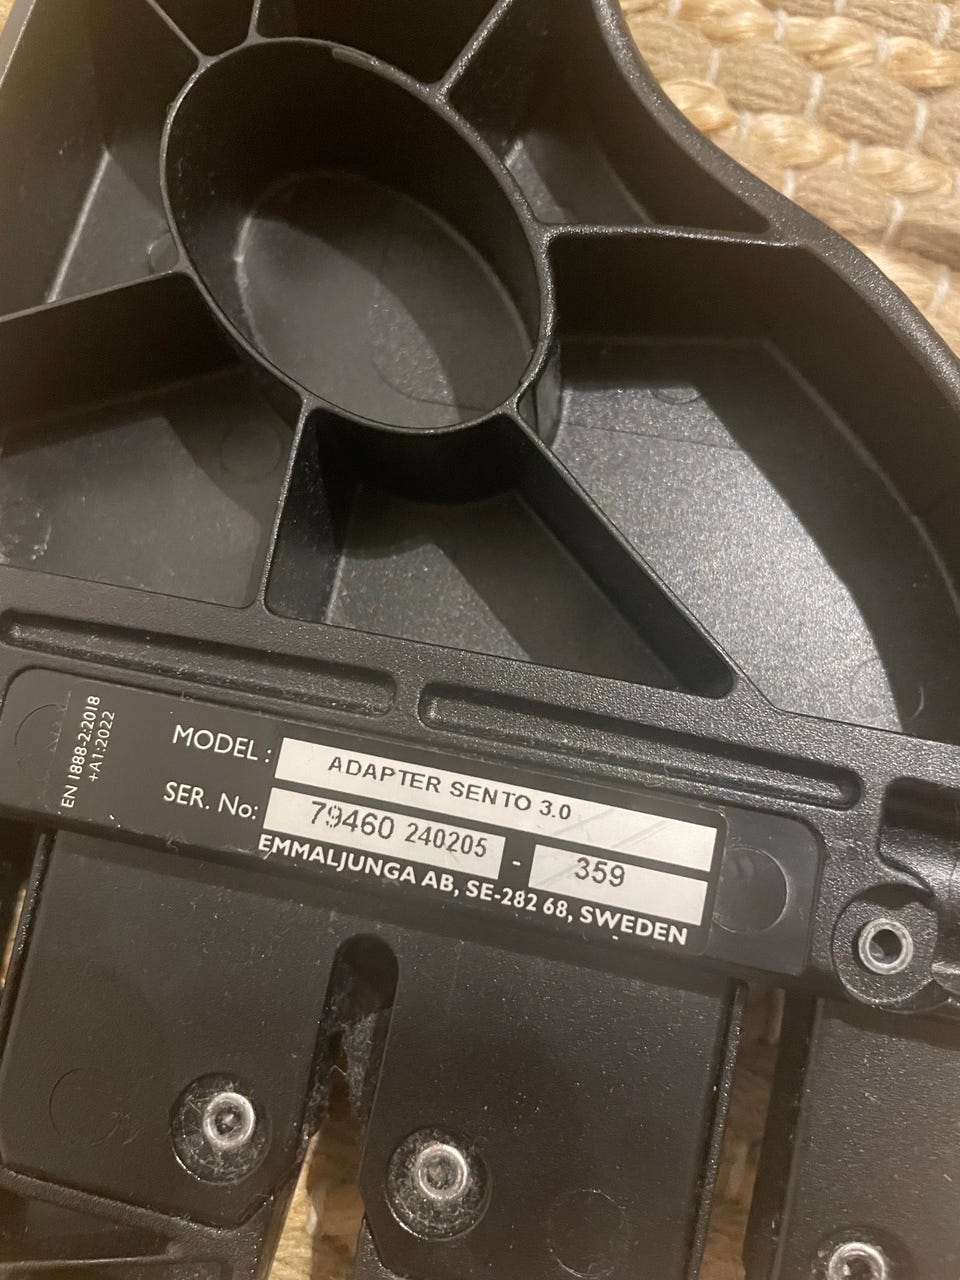 EN 1888-2:2018
+A1:2022
MODEL : ADAPTER SENTO 3.0
SER. No: 79460 240205 - 359
EMMALJUNGA AB, SE-282 68, SWEDEN